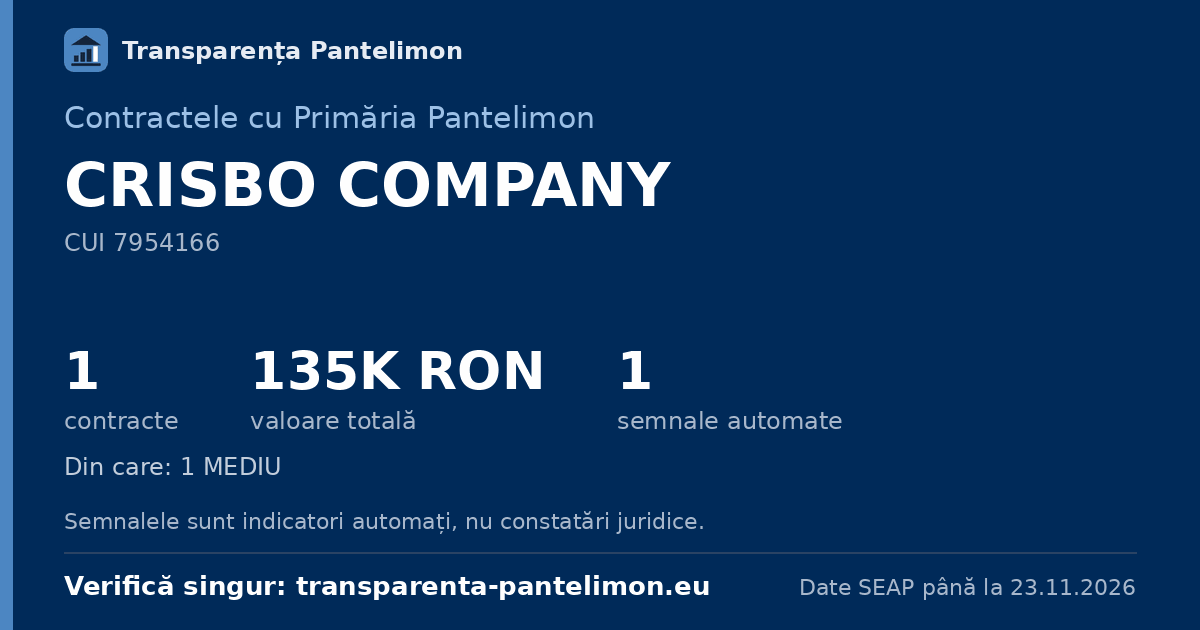 Transparența Pantelimon
Contractele cu Primăria Pantelimon
CRISBO COMPANY
CUI 7954166
1 135K RON 1
contracte valoare totală semnale automate
Din care: 1 MEDIU
Semnalele sunt indicatori automați, nu constatări juridice.
Verifică singur: transparenta-pantelimon.eu Date SEAP până la 23.11.2026